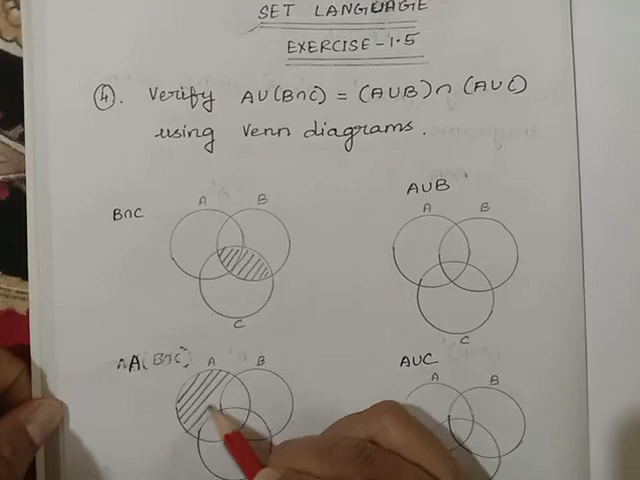 SET LANGUAGE
EXERCISE-1.5
4. Verify A∪(B∩C) = (A∪B)∩(A∪C)
using Venn diagrams.
B∩C
A B
C
A∪B
A B
C
∩A(B∩C)
A B
A∪C
A B